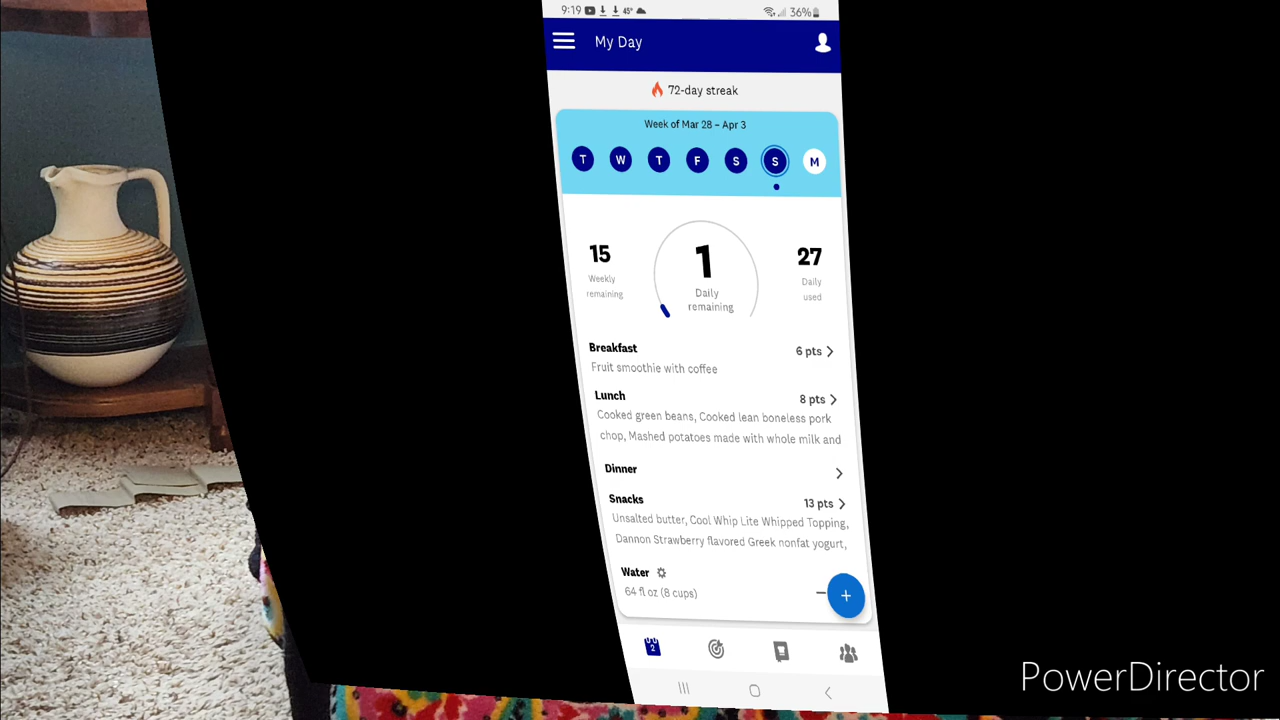 9:19 45° 36%
My Day
72-day streak
Week of Mar 28 – Apr 3
T W T F S S M
15 1 27
Weekly remaining
Daily remaining
Daily used
Breakfast 6 pts
Fruit smoothie with coffee
Lunch 8 pts
Cooked green beans, Cooked lean boneless pork
chop, Mashed potatoes made with whole milk and
Dinner
Snacks 13 pts
Unsalted butter, Cool Whip Lite Whipped Topping,
Dannon Strawberry flavored Greek nonfat yogurt,
Water
64 fl oz (8 cups)
− +
2
PowerDirector